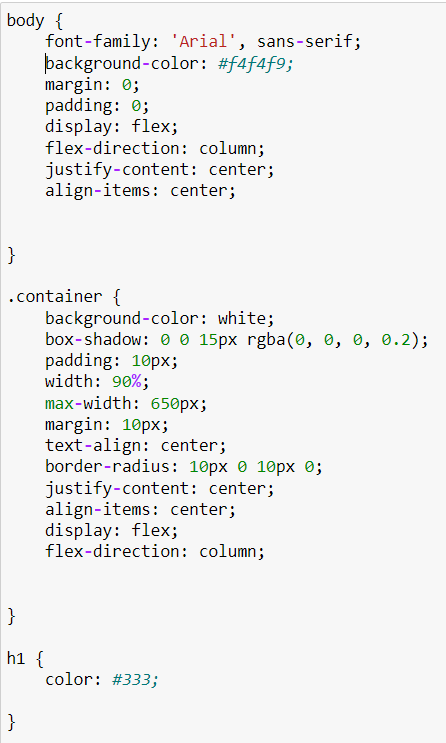 body {
    font-family: 'Arial', sans-serif;
    background-color: #f4f4f9;
    margin: 0;
    padding: 0;
    display: flex;
    flex-direction: column;
    justify-content: center;
    align-items: center;
}
.container {
    background-color: white;
    box-shadow: 0 0 15px rgba(0, 0, 0, 0.2);
    padding: 10px;
    width: 90%;
    max-width: 650px;
    margin: 10px;
    text-align: center;
    border-radius: 10px 0 10px 0;
    justify-content: center;
    align-items: center;
    display: flex;
    flex-direction: column;
}
h1 {
    color: #333;
}